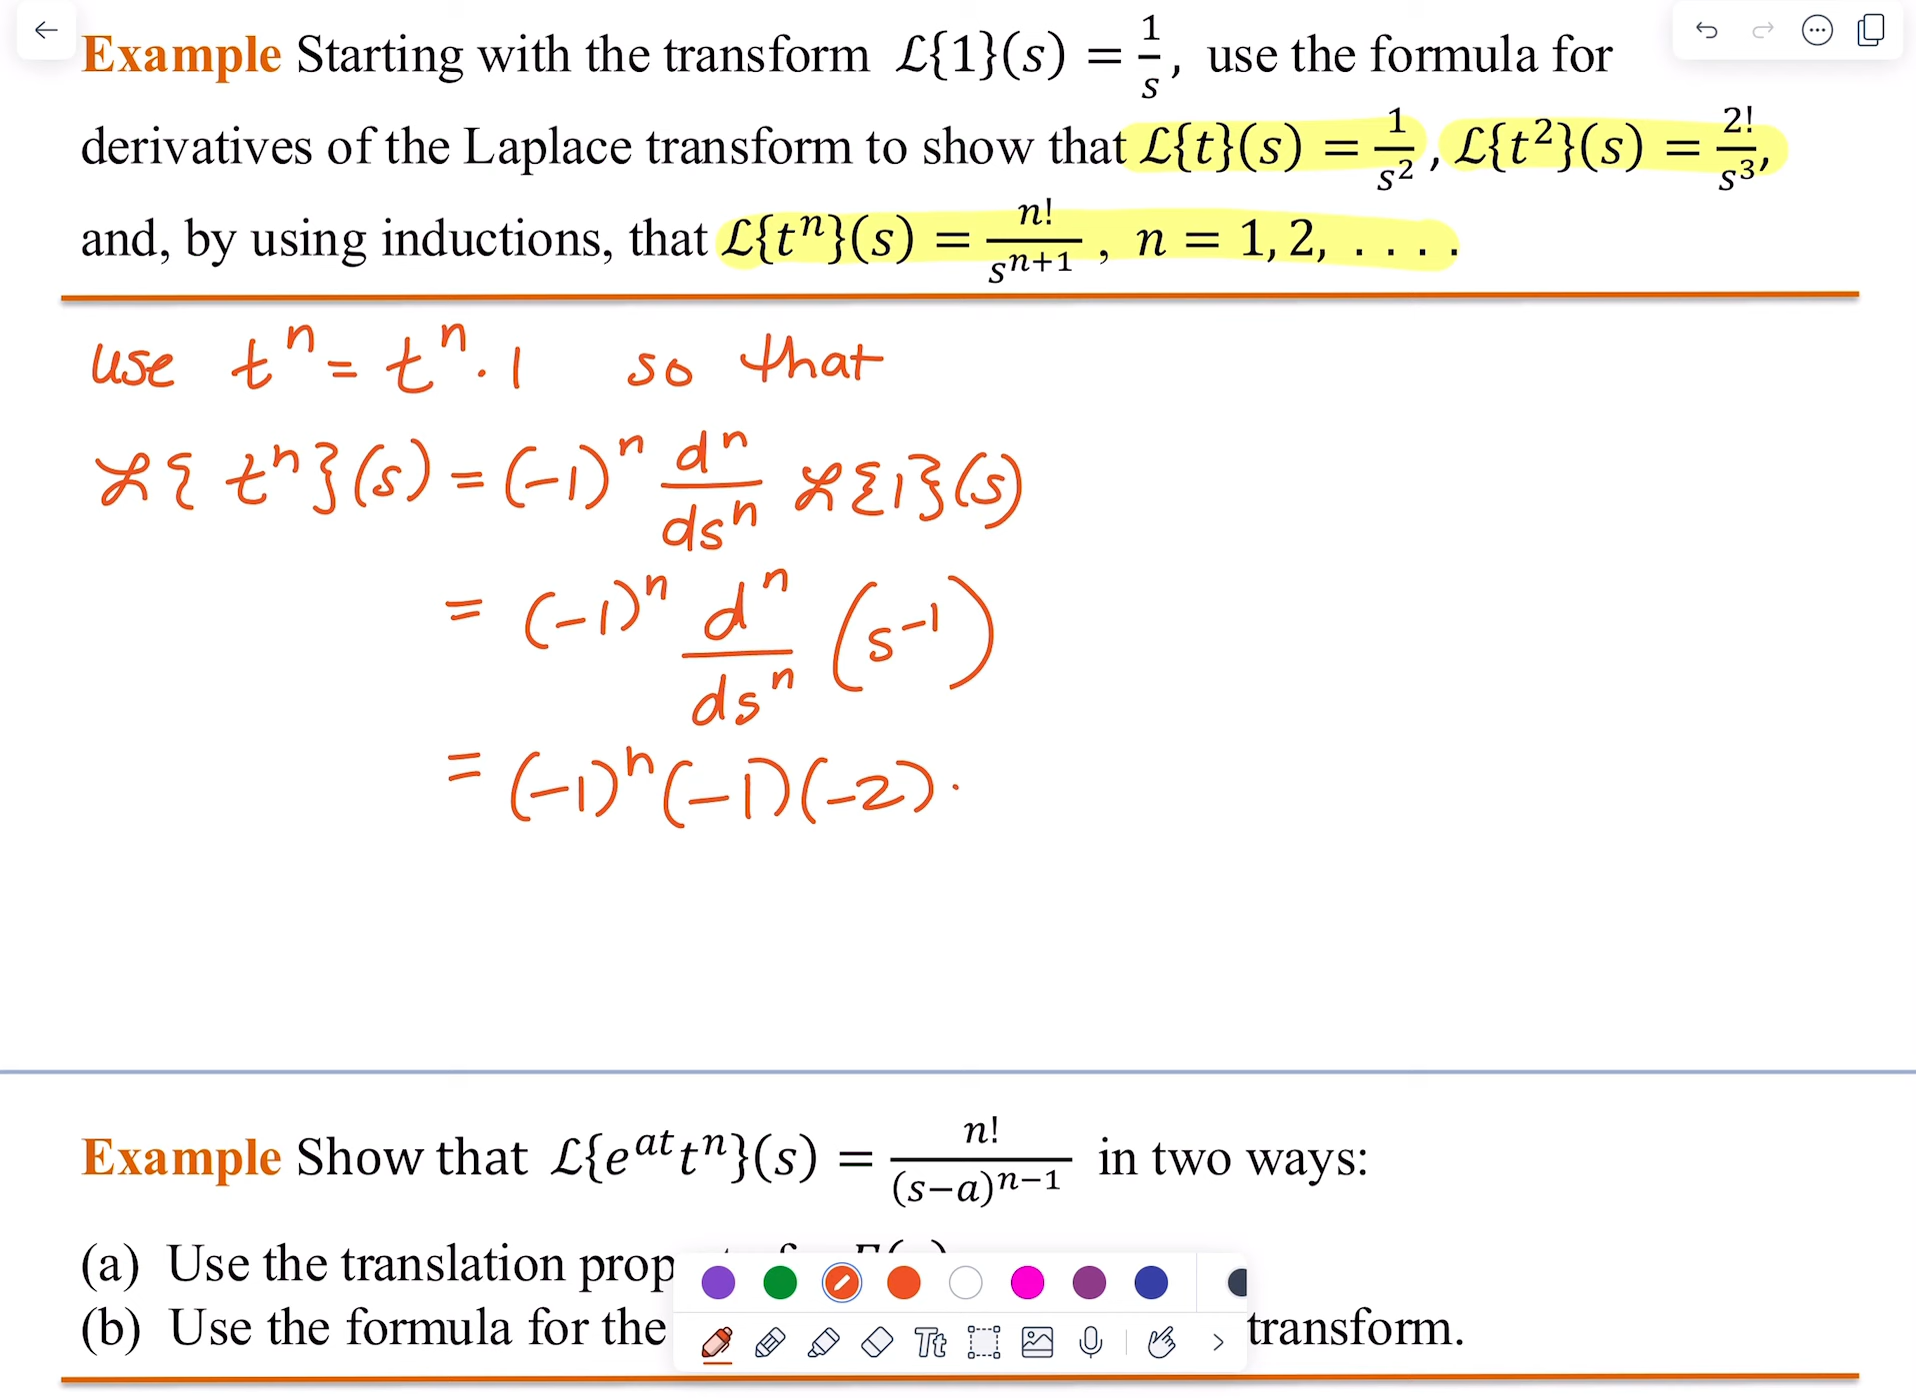 Example Starting with the transform ℒ{1}(s) = 1/s, use the formula for
derivatives of the Laplace transform to show that ℒ{t}(s) = 1/s², ℒ{t²}(s) = 2!/s³,
and, by using inductions, that ℒ{tⁿ}(s) = n!/sⁿ⁺¹, n = 1, 2, . . . .
use tⁿ = tⁿ · 1 so that
ℒ{tⁿ}(s) = (-1)ⁿ dⁿ/dsⁿ ℒ{1}(s)
= (-1)ⁿ dⁿ/dsⁿ (s⁻¹)
= (-1)ⁿ(-1)(-2) ·
Example Show that ℒ{eᵃᵗtⁿ}(s) = n!/(s−a)ⁿ⁻¹ in two ways:
(a) Use the translation prop
(b) Use the formula for the transform.
Tt